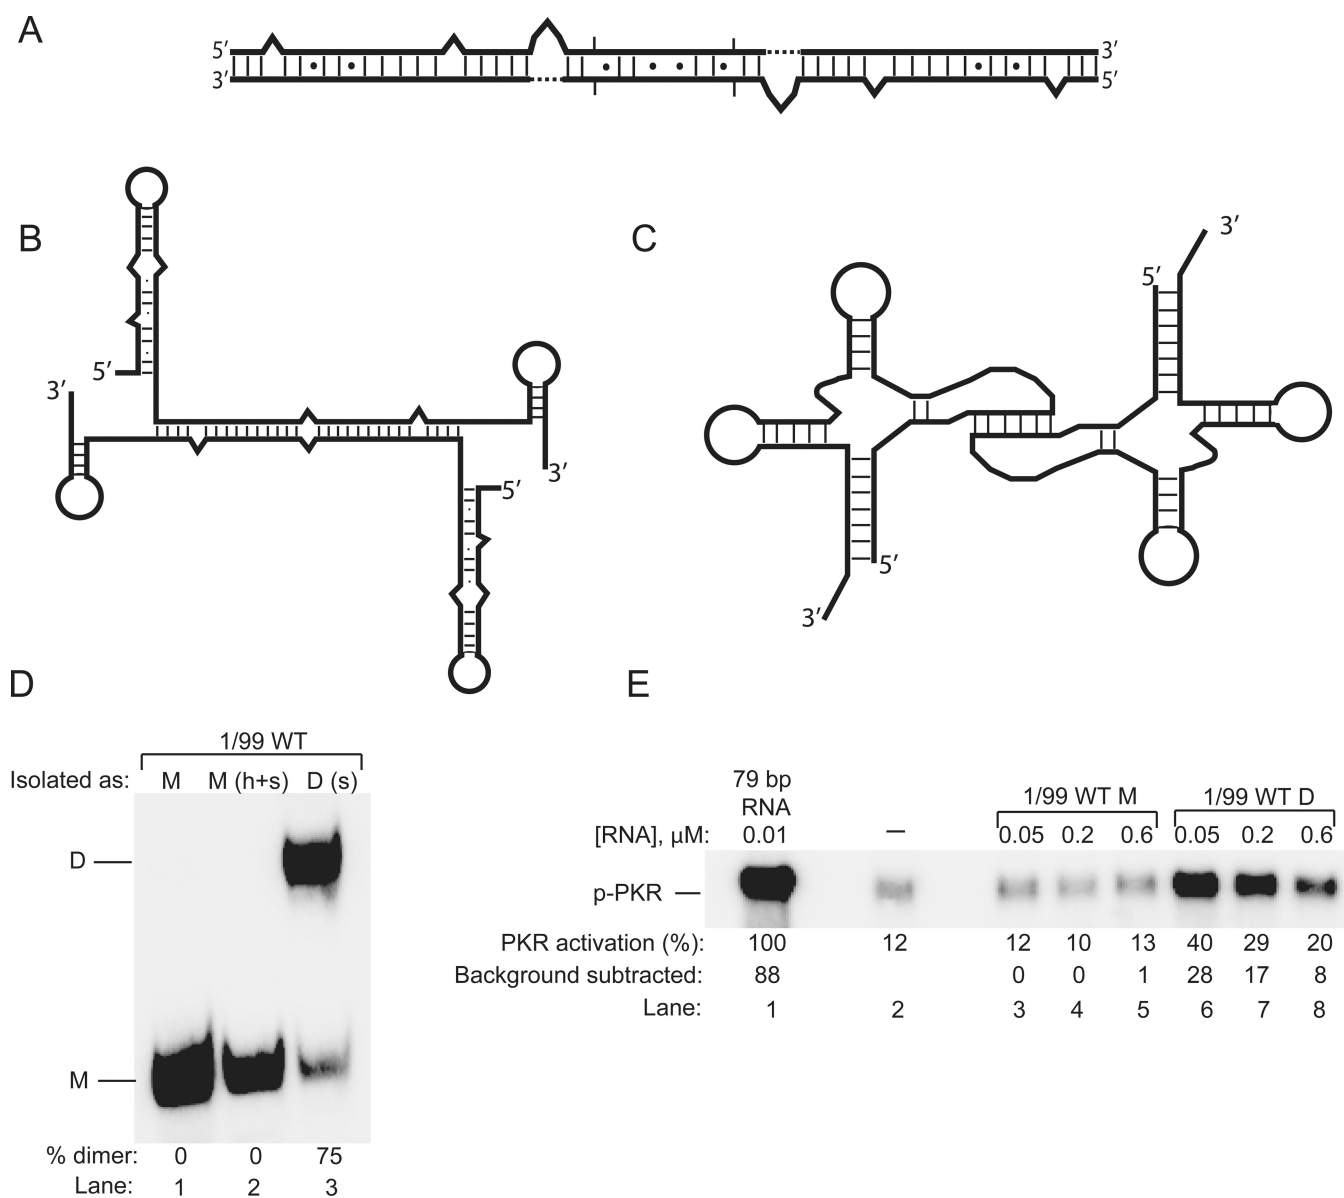 A
5′ 3′
3′ 5′
B
C
3′
5′
5′
3′
3′
5′
5′
3′
3′
D
E
1/99 WT
Isolated as: M M (h+s) D (s)
D
M
% dimer: 0 0 75
Lane: 1 2 3
79 bp
RNA
1/99 WT M 1/99 WT D
[RNA], µM: 0.01 – 0.05 0.2 0.6 0.05 0.2 0.6
p-PKR
PKR activation (%): 100 12 12 10 13 40 29 20
Background subtracted: 88 0 0 1 28 17 8
Lane: 1 2 3 4 5 6 7 8